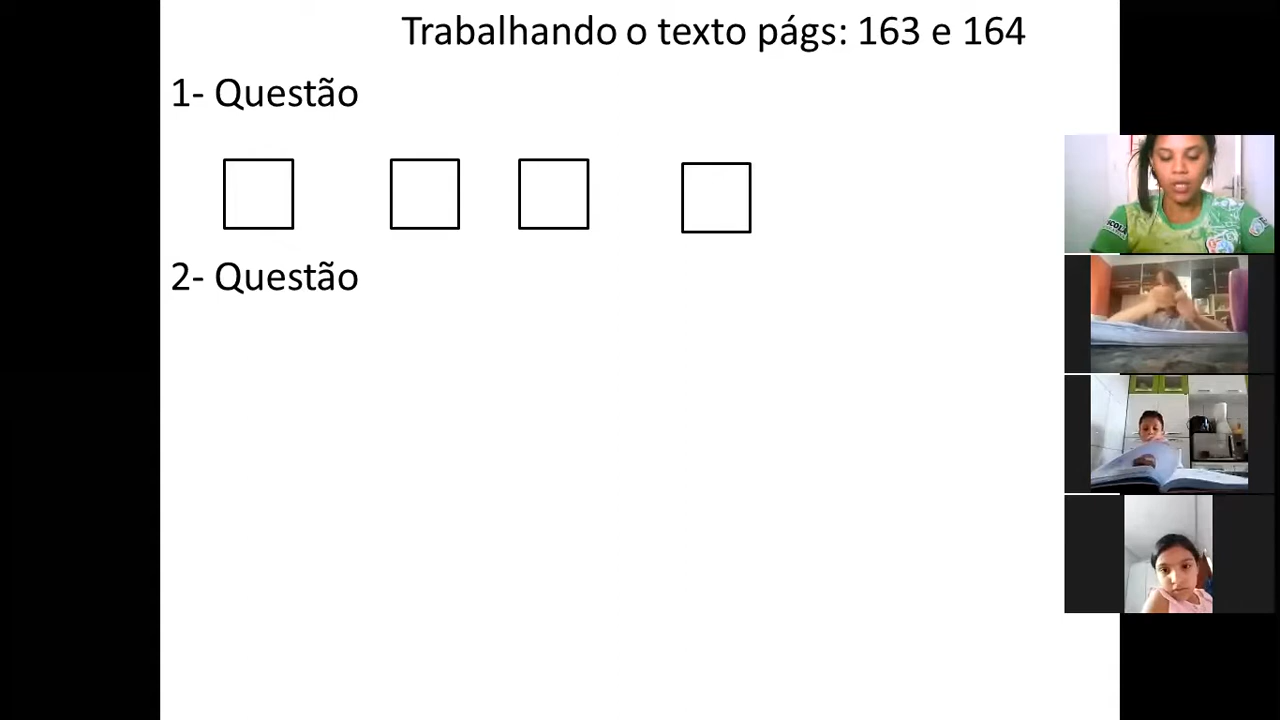 Trabalhando o texto págs: 163 e 164
1- Questão
2- Questão